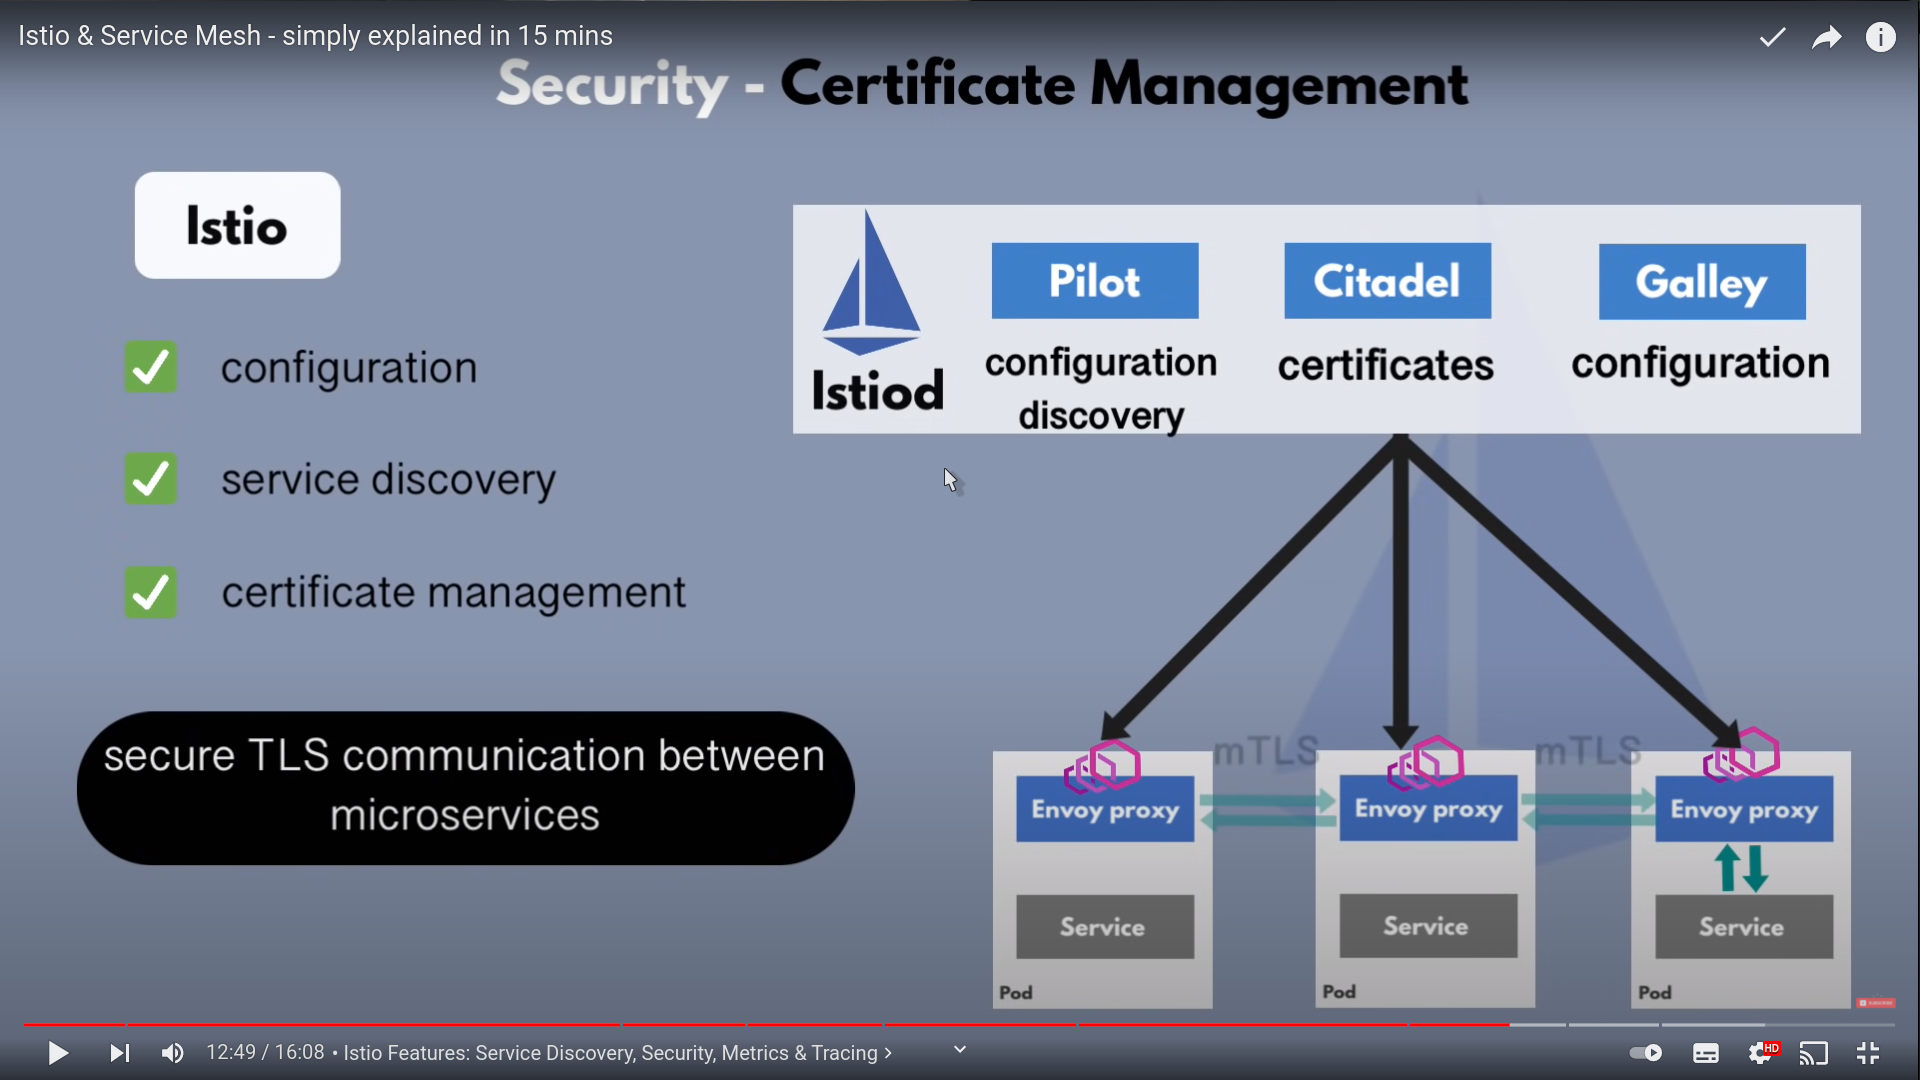 Istio & Service Mesh - simply explained in 15 mins
Security - Certificate Management
Istio
configuration
service discovery
certificate management
secure TLS communication between
microservices
Istiod
Pilot
configuration
discovery
Citadel
certificates
Galley
configuration
mTLS
mTLS
Envoy proxy
Envoy proxy
Envoy proxy
Service
Service
Service
Pod
Pod
Pod
SUBSCRIBE
12:49 / 16:08 • Istio Features: Service Discovery, Security, Metrics & Tracing
HD